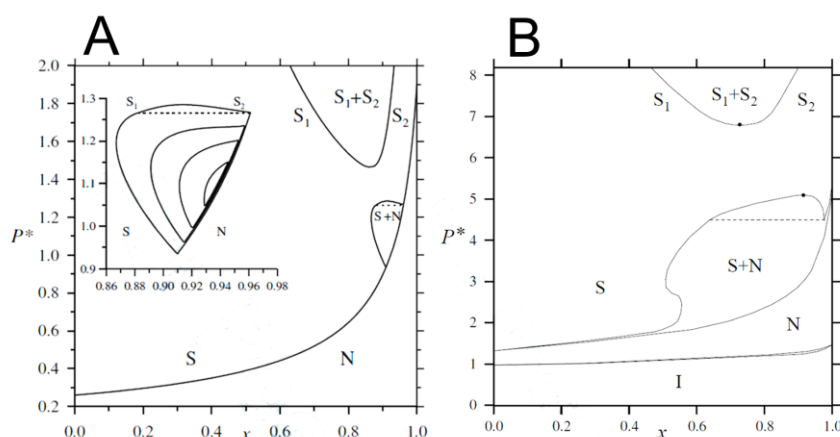 A
B
2.0
1.8
1.6
1.4
1.2
P*
1.0
0.8
0.6
0.4
0.2
0.0 0.2 0.4 0.6 0.8 1.0
x
S₁+S₂
S₁
S₂
S+N
S
N
1.3
1.2
1.1
1.0
0.9
0.86 0.88 0.90 0.92 0.94 0.96 0.98
S₁
S₂
S
N
8
7
6
5
P*
4
3
2
1
0
0.0 0.2 0.4 0.6 0.8 1.0
x
S₁
S₁+S₂
S₂
S+N
S
N
I